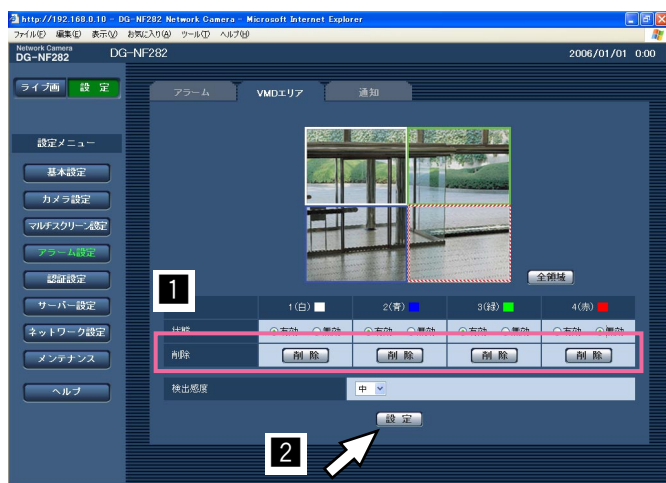 http://192.168.0.10 - DG-NF282 Network Camera - Microsoft Internet Explorer
ファイル(F) 編集(E) 表示(V) お気に入り(A) ツール(T) ヘルプ(H)
Network Camera
DG-NF282
DG-NF282
2006/01/01 0:00
ライブ画 設 定
アラーム VMDエリア 通知
設定メニュー
基本設定
カメラ設定
マルチスクリーン設定
アラーム設定
認証設定
サーバー設定
ネットワーク設定
メンテナンス
ヘルプ
全領域
1
1(白) 2(青) 3(緑) 4(赤)
状態 有効 無効 有効 無効 有効 無効 有効 無効
削除 削 除 削 除 削 除 削 除
検出感度 中
設 定
2